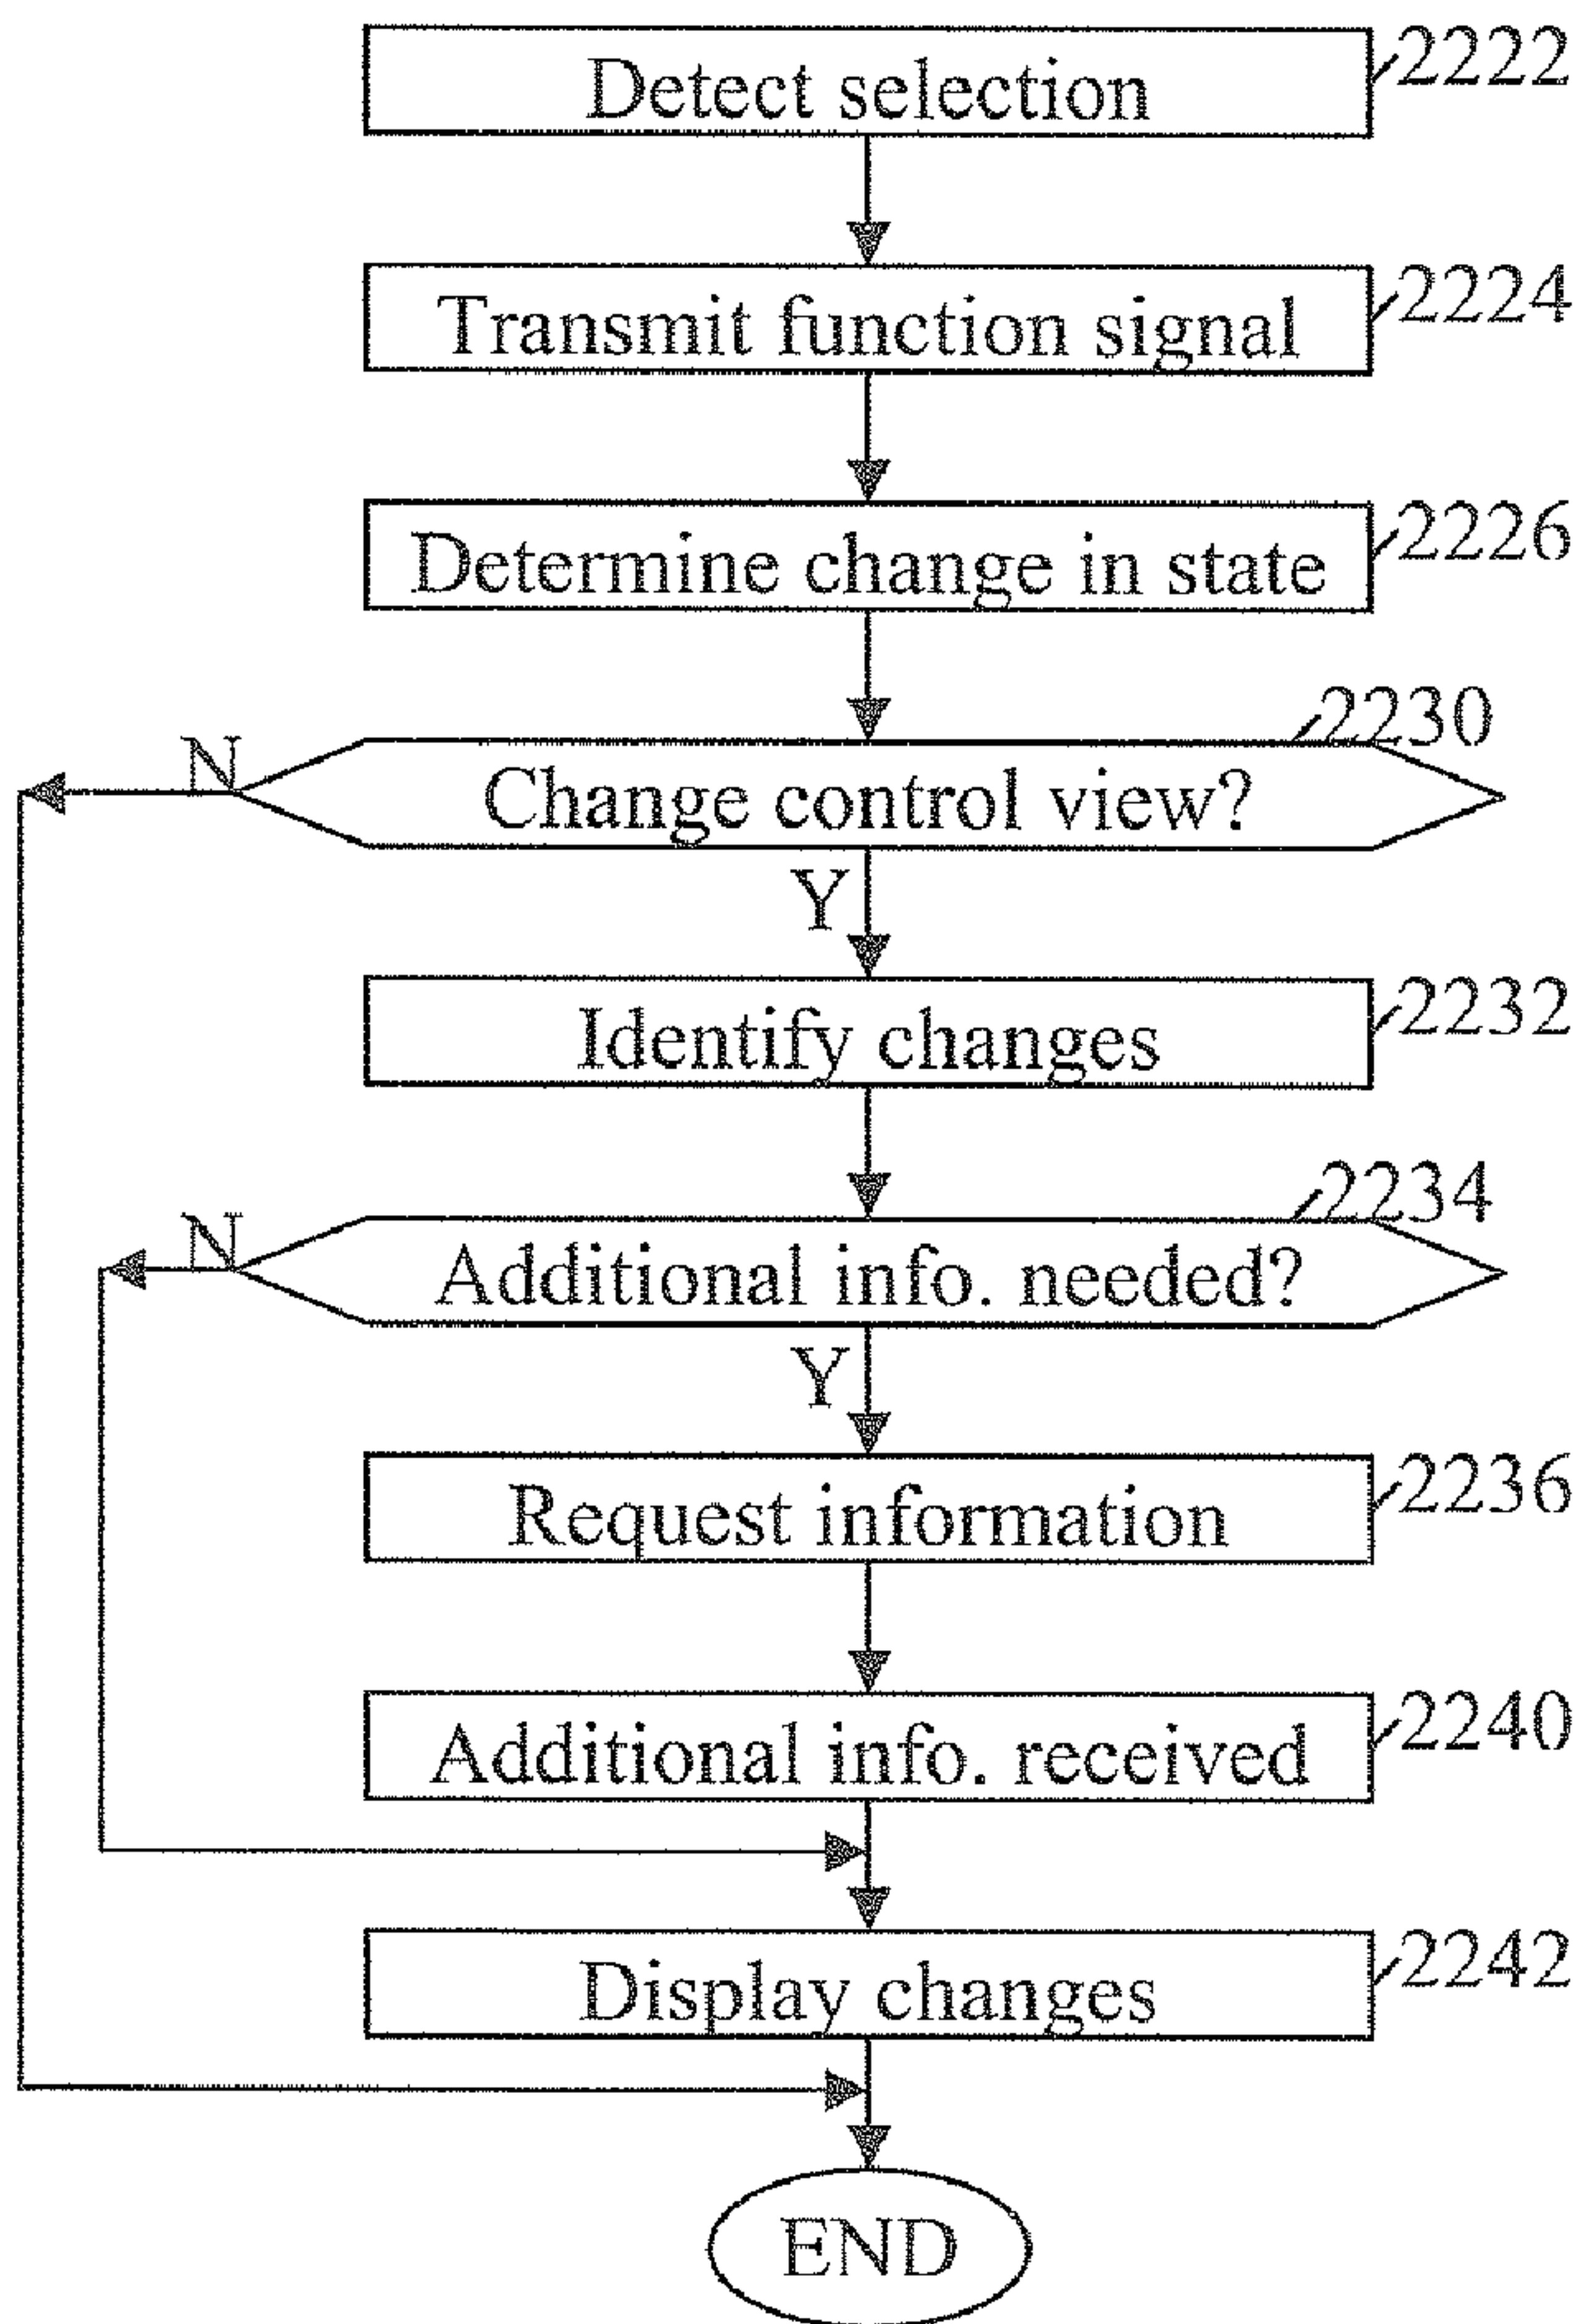 Detect selection
2222
Transmit function signal
2224
Determine change in state
2226
2230
N
Change control view?
Y
Identify changes
2232
2234
N
Additional info. needed?
Y
Request information
2236
Additional info. received
2240
Display changes
2242
END